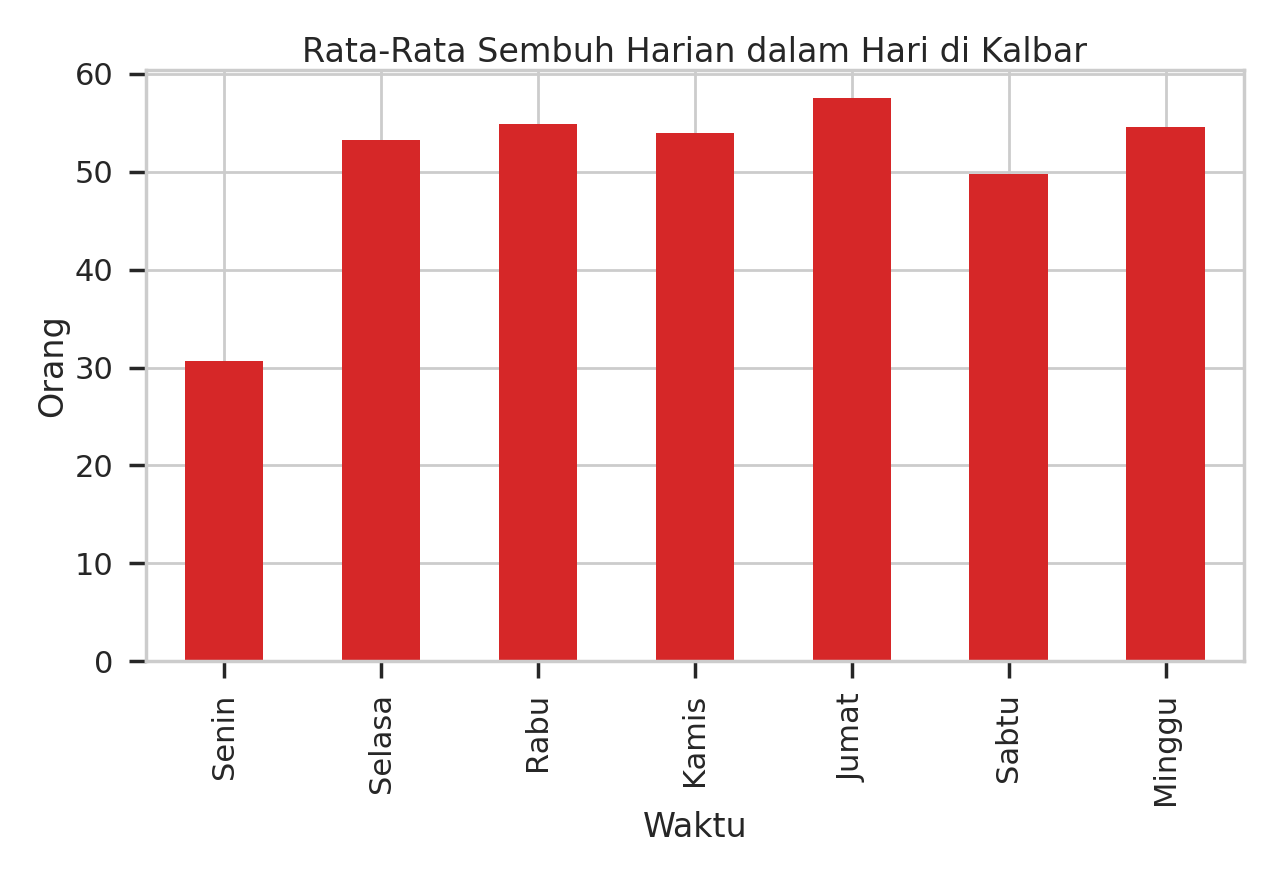 Rata-Rata Sembuh Harian dalam Hari di Kalbar
60
50
40
30
20
10
0
Orang
Senin
Selasa
Rabu
Kamis
Jumat
Sabtu
Minggu
Waktu